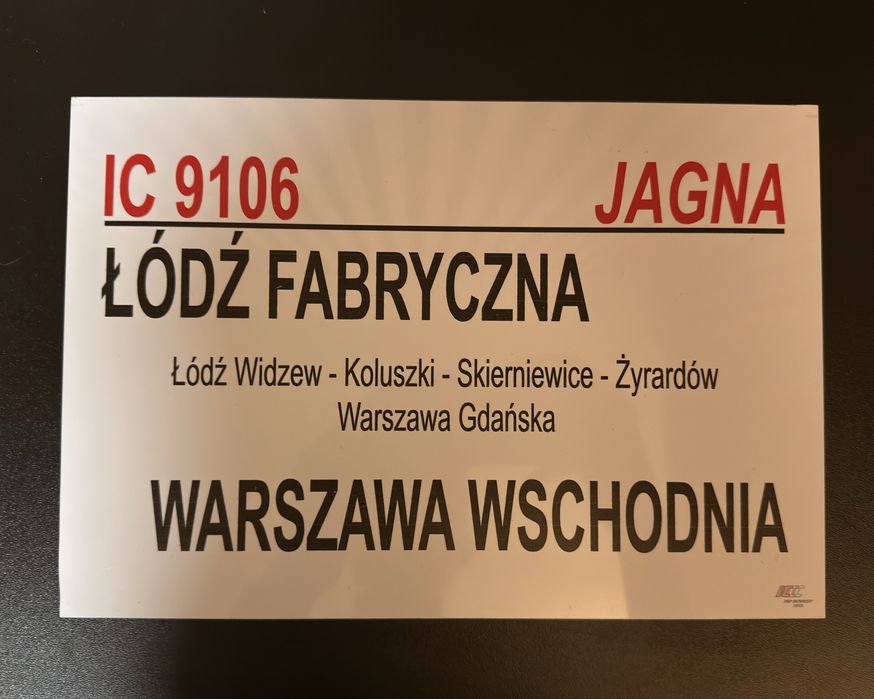 IC 9106 JAGNA
ŁÓDŹ FABRYCZNA
Łódź Widzew - Koluszki - Skierniewice - Żyrardów
Warszawa Gdańska
WARSZAWA WSCHODNIA